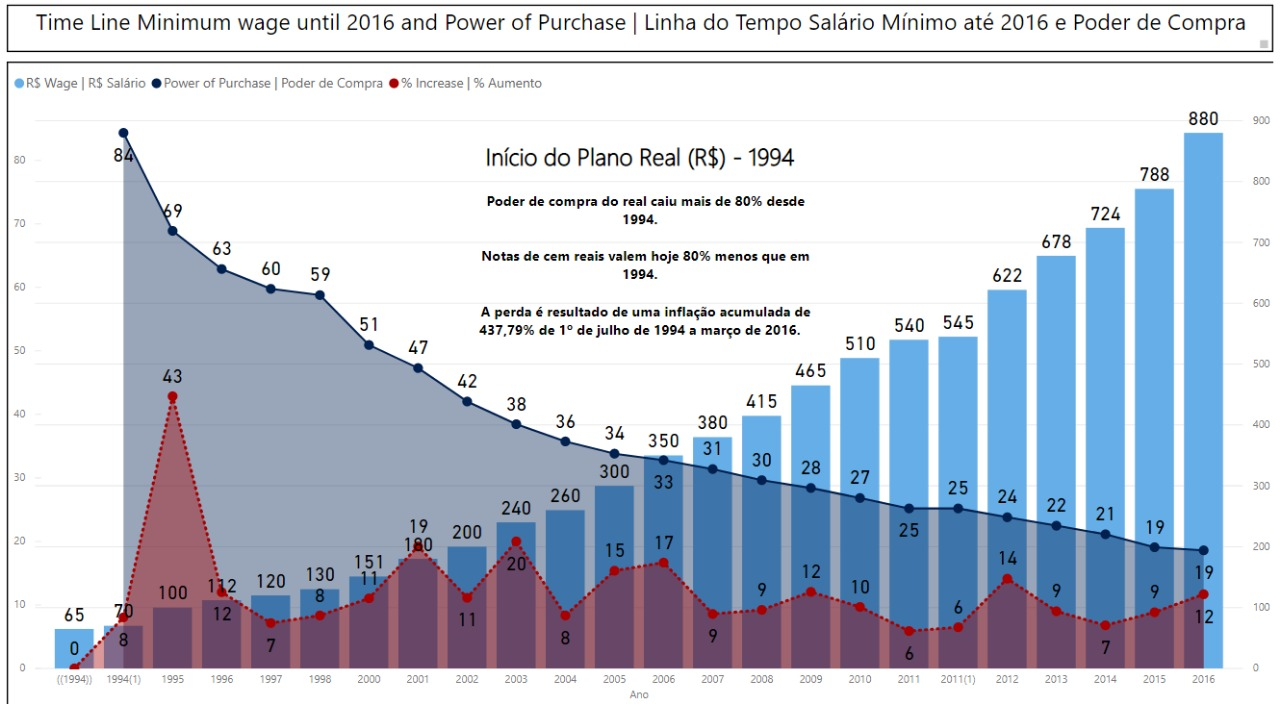 Time Line Minimum wage until 2016 and Power of Purchase | Linha do Tempo Salário Mínimo até 2016 e Poder de Compra
R$ Wage | R$ Salário Power of Purchase | Poder de Compra % Increase | % Aumento
Início do Plano Real (R$) - 1994
Poder de compra do real caiu mais de 80% desde
1994.
Notas de cem reais valem hoje 80% menos que em
1994.
A perda é resultado de uma inflação acumulada de
437,79% de 1º de julho de 1994 a março de 2016.
80
70
60
50
40
30
20
10
0
900
800
700
600
500
400
300
200
100
0
65 70 100 112 120 130 151 180 200 240 260 300 350 380 415 465 510 540 545 622 678 724 788 880
84 69 63 60 59 51 47 42 38 36 34 33 31 30 28 27 25 25 24 22 21 19 19
0 8 43 12 7 8 11 19 11 20 8 15 17 9 9 12 10 6 6 14 9 7 9 12
((1994)) 1994(1) 1995 1996 1997 1998 2000 2001 2002 2003 2004 2005 2006 2007 2008 2009 2010 2011 2011(1) 2012 2013 2014 2015 2016
Ano